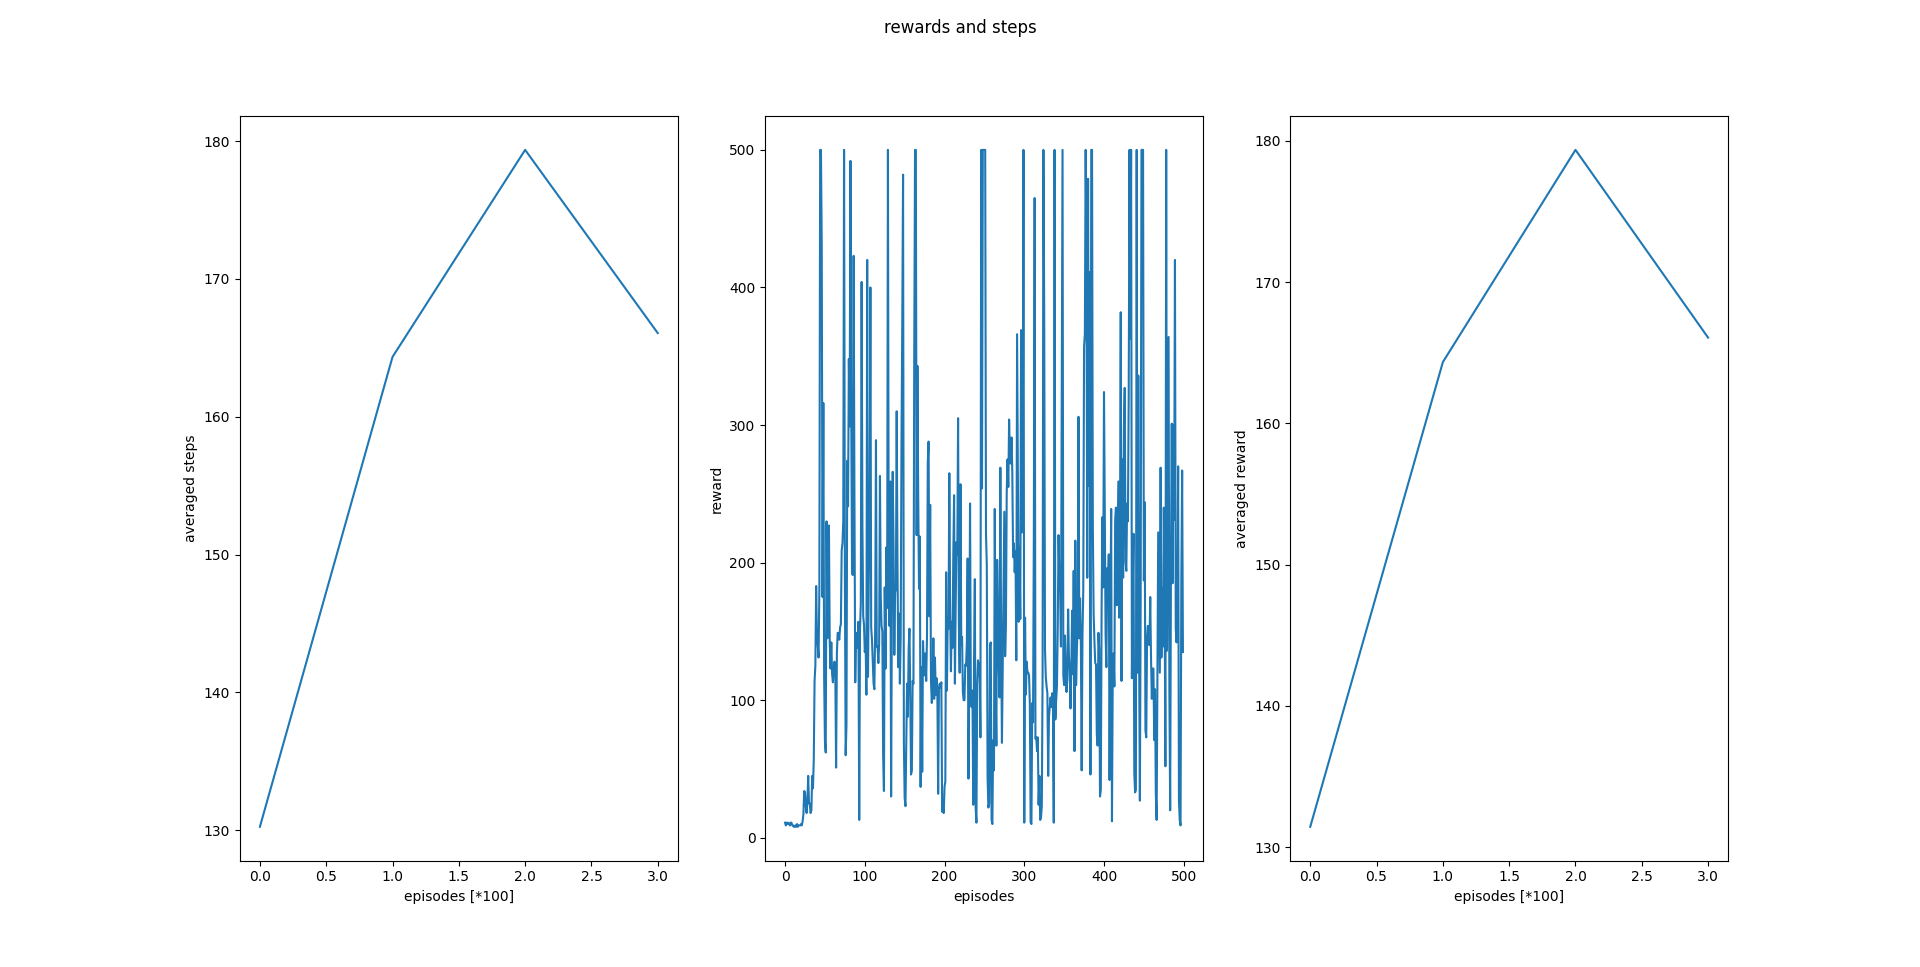 rewards and steps
averaged steps
180
170
160
150
140
130
0.0 0.5 1.0 1.5 2.0 2.5 3.0
episodes [*100]
reward
500
400
300
200
100
0
0 100 200 300 400 500
episodes
averaged reward
180
170
160
150
140
130
0.0 0.5 1.0 1.5 2.0 2.5 3.0
episodes [*100]